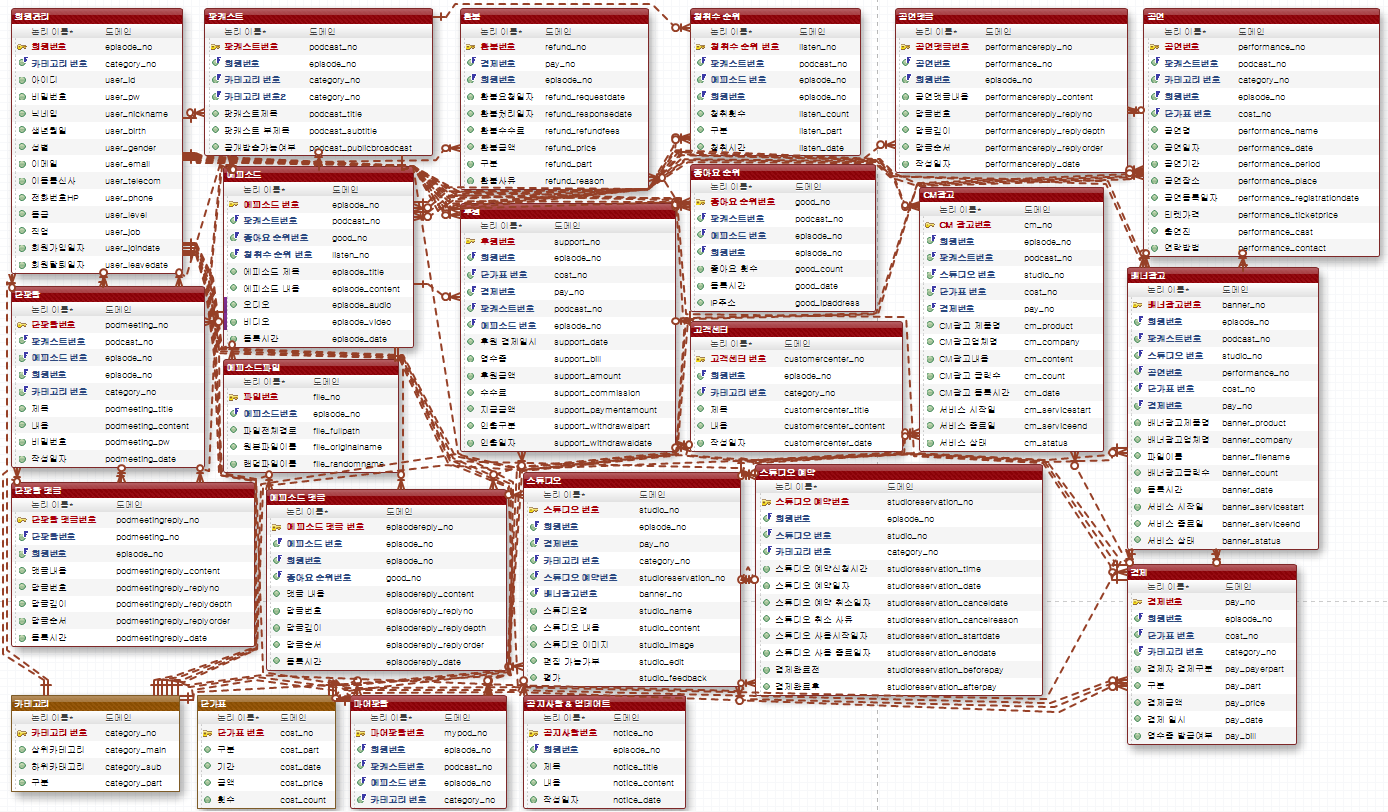 회원관리
논리 이름* 도메인
회원번호 episode_no
카테고리 번호 category_no
아이디 user_id
비밀번호 user_pw
닉네임 user_nickname
생년월일 user_birth
성별 user_gender
이메일 user_email
이동통신사 user_telecom
전화번호HP user_phone
등급 user_level
직업 user_job
회원가입일자 user_joindate
회원탈퇴일자 user_leavedate
팟캐스트
논리 이름* 도메인
팟캐스트번호 podcast_no
회원번호 episode_no
카테고리 번호 category_no
카테고리 번호2 category_no
팟캐스트제목 podcast_title
팟캐스트 부제목 podcast_subtitle
공개방송가능여부 podcast_publicbroadcast
환불
논리 이름* 도메인
환불번호 refund_no
결제번호 pay_no
회원번호 episode_no
환불요청일자 refund_requestdate
환불처리일자 refund_responsedate
환불수수료 refund_refundfees
환불금액 refund_price
구분 refund_part
환불사유 refund_reason
청취수 순위
논리 이름* 도메인
청취수 순위 번호 listen_no
팟캐스트번호 podcast_no
에피소드 번호 episode_no
회원번호 episode_no
청취횟수 listen_count
구분 listen_part
청취시간 listen_date
공연댓글
논리 이름* 도메인
공연댓글번호 performancereply_no
공연번호 performance_no
회원번호 episode_no
공연댓글내용 performancereply_content
답글번호 performancereply_replyno
답글깊이 performancereply_replydepth
답글순서 performancereply_replyorder
작성일자 performancereply_date
공연
논리 이름* 도메인
공연번호 performance_no
팟캐스트번호 podcast_no
카테고리 번호 category_no
회원번호 episode_no
단가표 번호 cost_no
공연명 performance_name
공연일자 performance_date
공연기간 performance_period
공연장소 performance_place
공연등록일자 performance_registrationdate
티켓가격 performance_ticketprice
출연진 performance_cast
연락방법 performance_contact
에피소드
논리 이름* 도메인
에피소드 번호 episode_no
팟캐스트번호 podcast_no
좋아요 순위번호 good_no
청취수 순위 번호 listen_no
에피소드 제목 episode_title
에피소드 내용 episode_content
오디오 episode_audio
비디오 episode_video
등록시간 episode_date
후원
논리 이름* 도메인
후원번호 support_no
회원번호 episode_no
단가표 번호 cost_no
결제번호 pay_no
팟캐스트번호 podcast_no
에피소드 번호 episode_no
후원 결제일시 support_date
영수증 support_bill
후원금액 support_amount
수수료 support_commission
지급금액 support_paymentamount
인출구분 support_withdrawalpart
인출일자 support_withdrawaldate
좋아요 순위
논리 이름* 도메인
좋아요 순위번호 good_no
팟캐스트번호 podcast_no
에피소드 번호 episode_no
회원번호 episode_no
좋아요 횟수 good_count
등록시간 good_date
IP주소 good_ipaddress
CM광고
논리 이름* 도메인
CM 광고번호 cm_no
회원번호 episode_no
팟캐스트번호 podcast_no
스튜디오 번호 studio_no
단가표 번호 cost_no
결제번호 pay_no
CM광고 제품명 cm_product
CM광고업체명 cm_company
CM광고내용 cm_content
CM광고 클릭수 cm_count
CM광고 등록시간 cm_date
서비스 시작일 cm_servicestart
서비스 종료일 cm_serviceend
서비스 상태 cm_status
배너광고
논리 이름* 도메인
배너광고번호 banner_no
회원번호 episode_no
팟캐스트번호 podcast_no
스튜디오 번호 studio_no
공연번호 performance_no
단가표 번호 cost_no
결제번호 pay_no
배너광고제품명 banner_product
배너광고업체명 banner_company
파일이름 banner_filename
배너광고클릭수 banner_count
등록시간 banner_date
서비스 시작일 banner_servicestart
서비스 종료일 banner_serviceend
서비스 상태 banner_status
단팟팅
논리 이름* 도메인
단팟팅번호 podmeeting_no
팟캐스트번호 podcast_no
에피소드 번호 episode_no
회원번호 episode_no
카테고리 번호 category_no
제목 podmeeting_title
내용 podmeeting_content
비밀번호 podmeeting_pw
작성일자 podmeeting_date
에피소드파일
논리 이름* 도메인
파일번호 file_no
에피소드번호 episode_no
파일전체경로 file_fullpath
원본파일이름 file_originalname
랜덤파일이름 file_randomname
고객센터
논리 이름* 도메인
고객센터 번호 customercenter_no
회원번호 episode_no
카테고리 번호 category_no
제목 customercenter_title
내용 customercenter_content
작성일자 customercenter_date
단팟팅 댓글
논리 이름* 도메인
단팟팅 댓글번호 podmeetingreply_no
단팟팅번호 podmeeting_no
회원번호 episode_no
댓글내용 podmeetingreply_content
답글번호 podmeetingreply_replyno
답글깊이 podmeetingreply_replydepth
답글순서 podmeetingreply_replyorder
등록시간 podmeetingreply_date
에피소드 댓글
논리 이름* 도메인
에피소드 댓글 번호 episodereply_no
에피소드 번호 episode_no
회원번호 episode_no
좋아요 순위번호 good_no
댓글 내용 episodereply_content
답글번호 episodereply_replyno
답글깊이 episodereply_replydepth
답글순서 episodereply_replyorder
등록시간 episodereply_date
스튜디오
논리 이름* 도메인
스튜디오 번호 studio_no
회원번호 episode_no
결제번호 pay_no
카테고리 번호 category_no
스튜디오 예약번호 studioreservation_no
배너광고번호 banner_no
스튜디오명 studio_name
스튜디오 내용 studio_content
스튜디오 이미지 studio_image
편집 가능가부 studio_edit
평가 studio_feedback
스튜디오 예약
논리 이름* 도메인
스튜디오 예약번호 studioreservation_no
회원번호 episode_no
스튜디오 번호 studio_no
카테고리 번호 category_no
스튜디오 예약신청시간 studioreservation_time
스튜디오 예약일자 studioreservation_date
스튜디오 예약 취소일자 studioreservation_canceldate
스튜디오 취소 사유 studioreservation_cancelreason
스튜디오 사용시작일자 studioreservation_startdate
스튜디오 사용 종료일자 studioreservation_enddate
결제완료전 studioreservation_beforepay
결제완료후 studioreservation_afterpay
결제
논리 이름* 도메인
결제번호 pay_no
회원번호 episode_no
단가표 번호 cost_no
카테고리 번호 category_no
결제자 결제구분 pay_payerpart
구분 pay_part
결제금액 pay_price
결제 일시 pay_date
영수증 발급여부 pay_bill
카테고리
논리 이름* 도메인
카테고리 번호 category_no
상위카테고리 category_main
하위카테고리 category_sub
구분 category_part
단가표
논리 이름* 도메인
단가표 번호 cost_no
구분 cost_part
기간 cost_date
금액 cost_price
횟수 cost_count
마이팟팅
논리 이름* 도메인
마이팟팅번호 mypod_no
회원번호 episode_no
팟캐스트번호 podcast_no
에피소드 번호 episode_no
카테고리 번호 category_no
공지사항 & 업데이트
논리 이름* 도메인
공지사항번호 notice_no
회원번호 episode_no
제목 notice_title
내용 notice_content
작성일자 notice_date